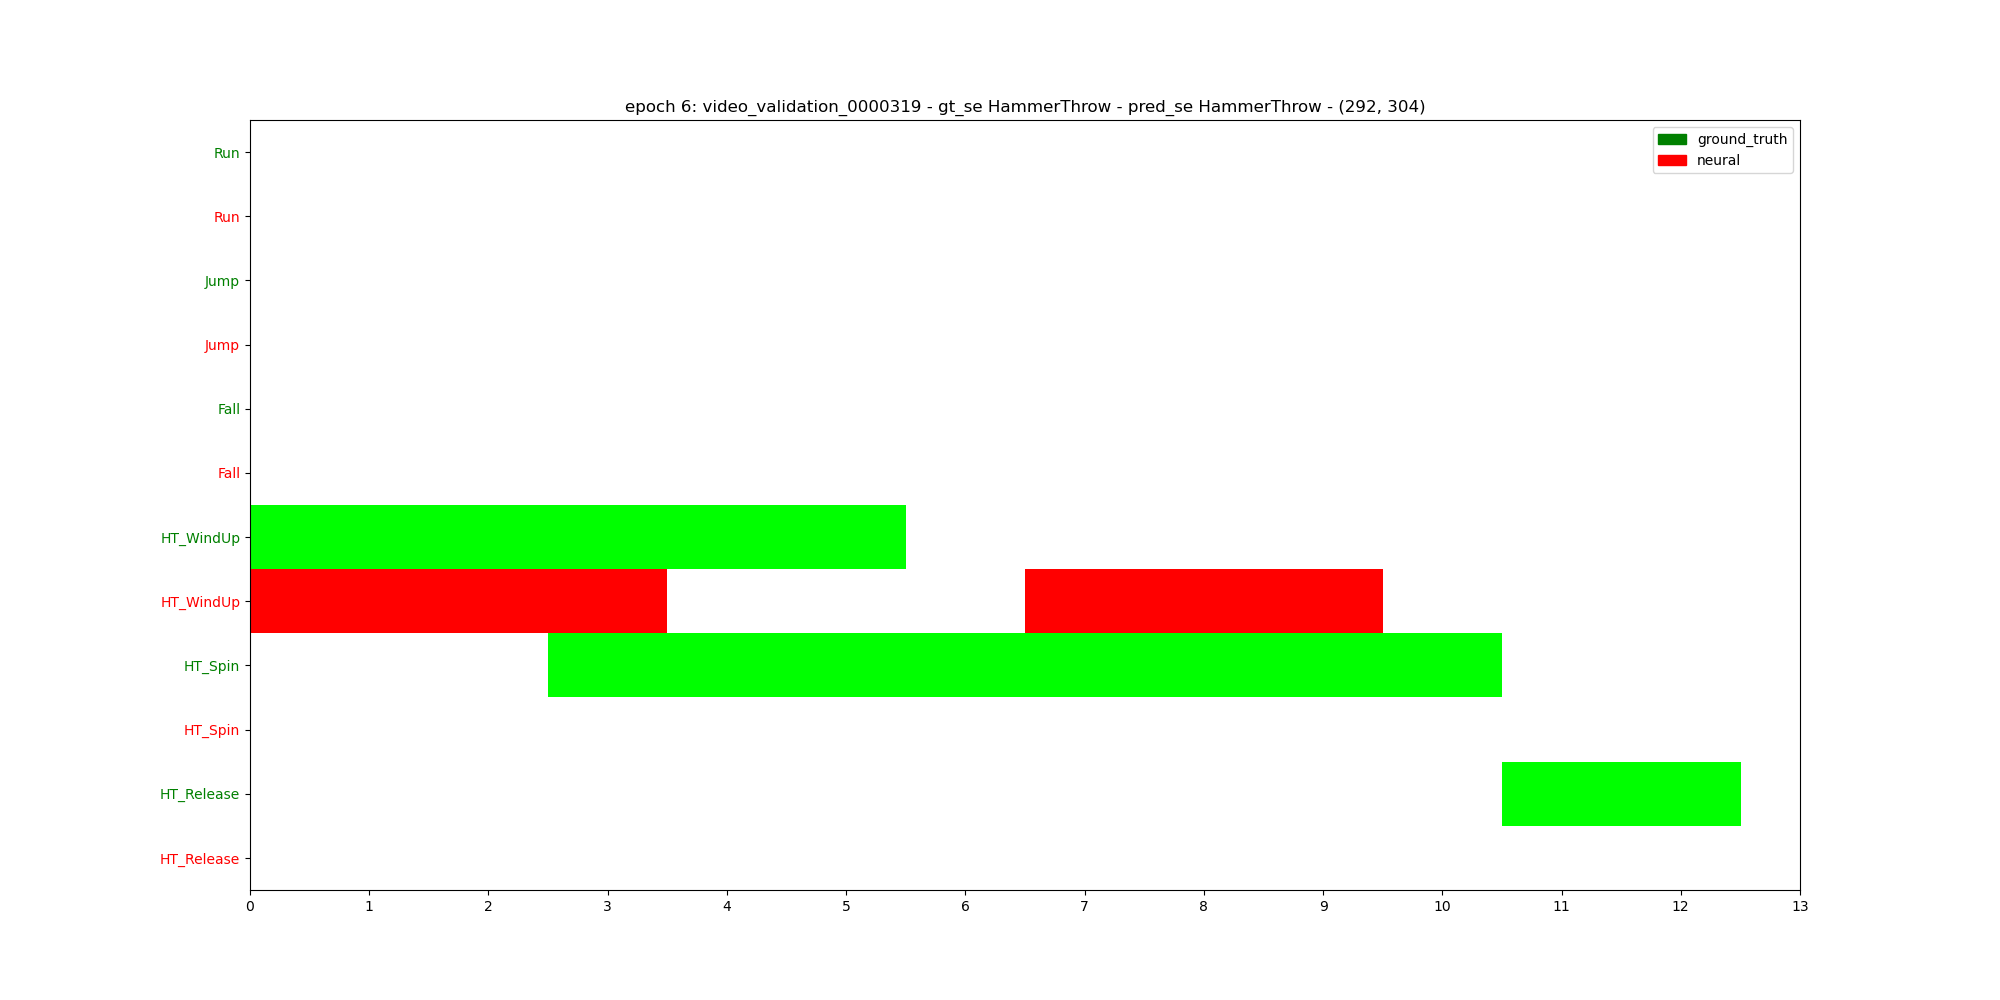 epoch 6: video_validation_0000319 - gt_se HammerThrow - pred_se HammerThrow - (292, 304)
ground_truth
neural
Run
Run
Jump
Jump
Fall
Fall
HT_WindUp
HT_WindUp
HT_Spin
HT_Spin
HT_Release
HT_Release
0 1 2 3 4 5 6 7 8 9 10 11 12 13